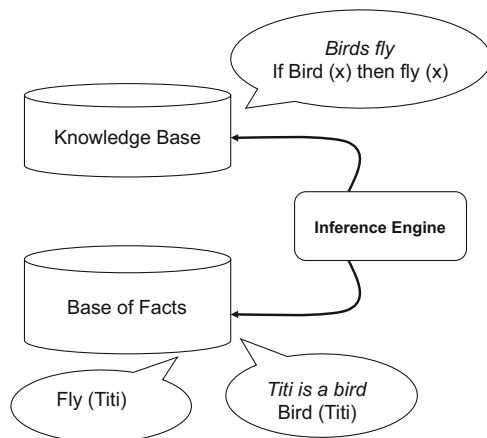 Birds fly
If Bird (x) then fly (x)
Knowledge Base
Inference Engine
Base of Facts
Fly (Titi)
Titi is a bird
Bird (Titi)